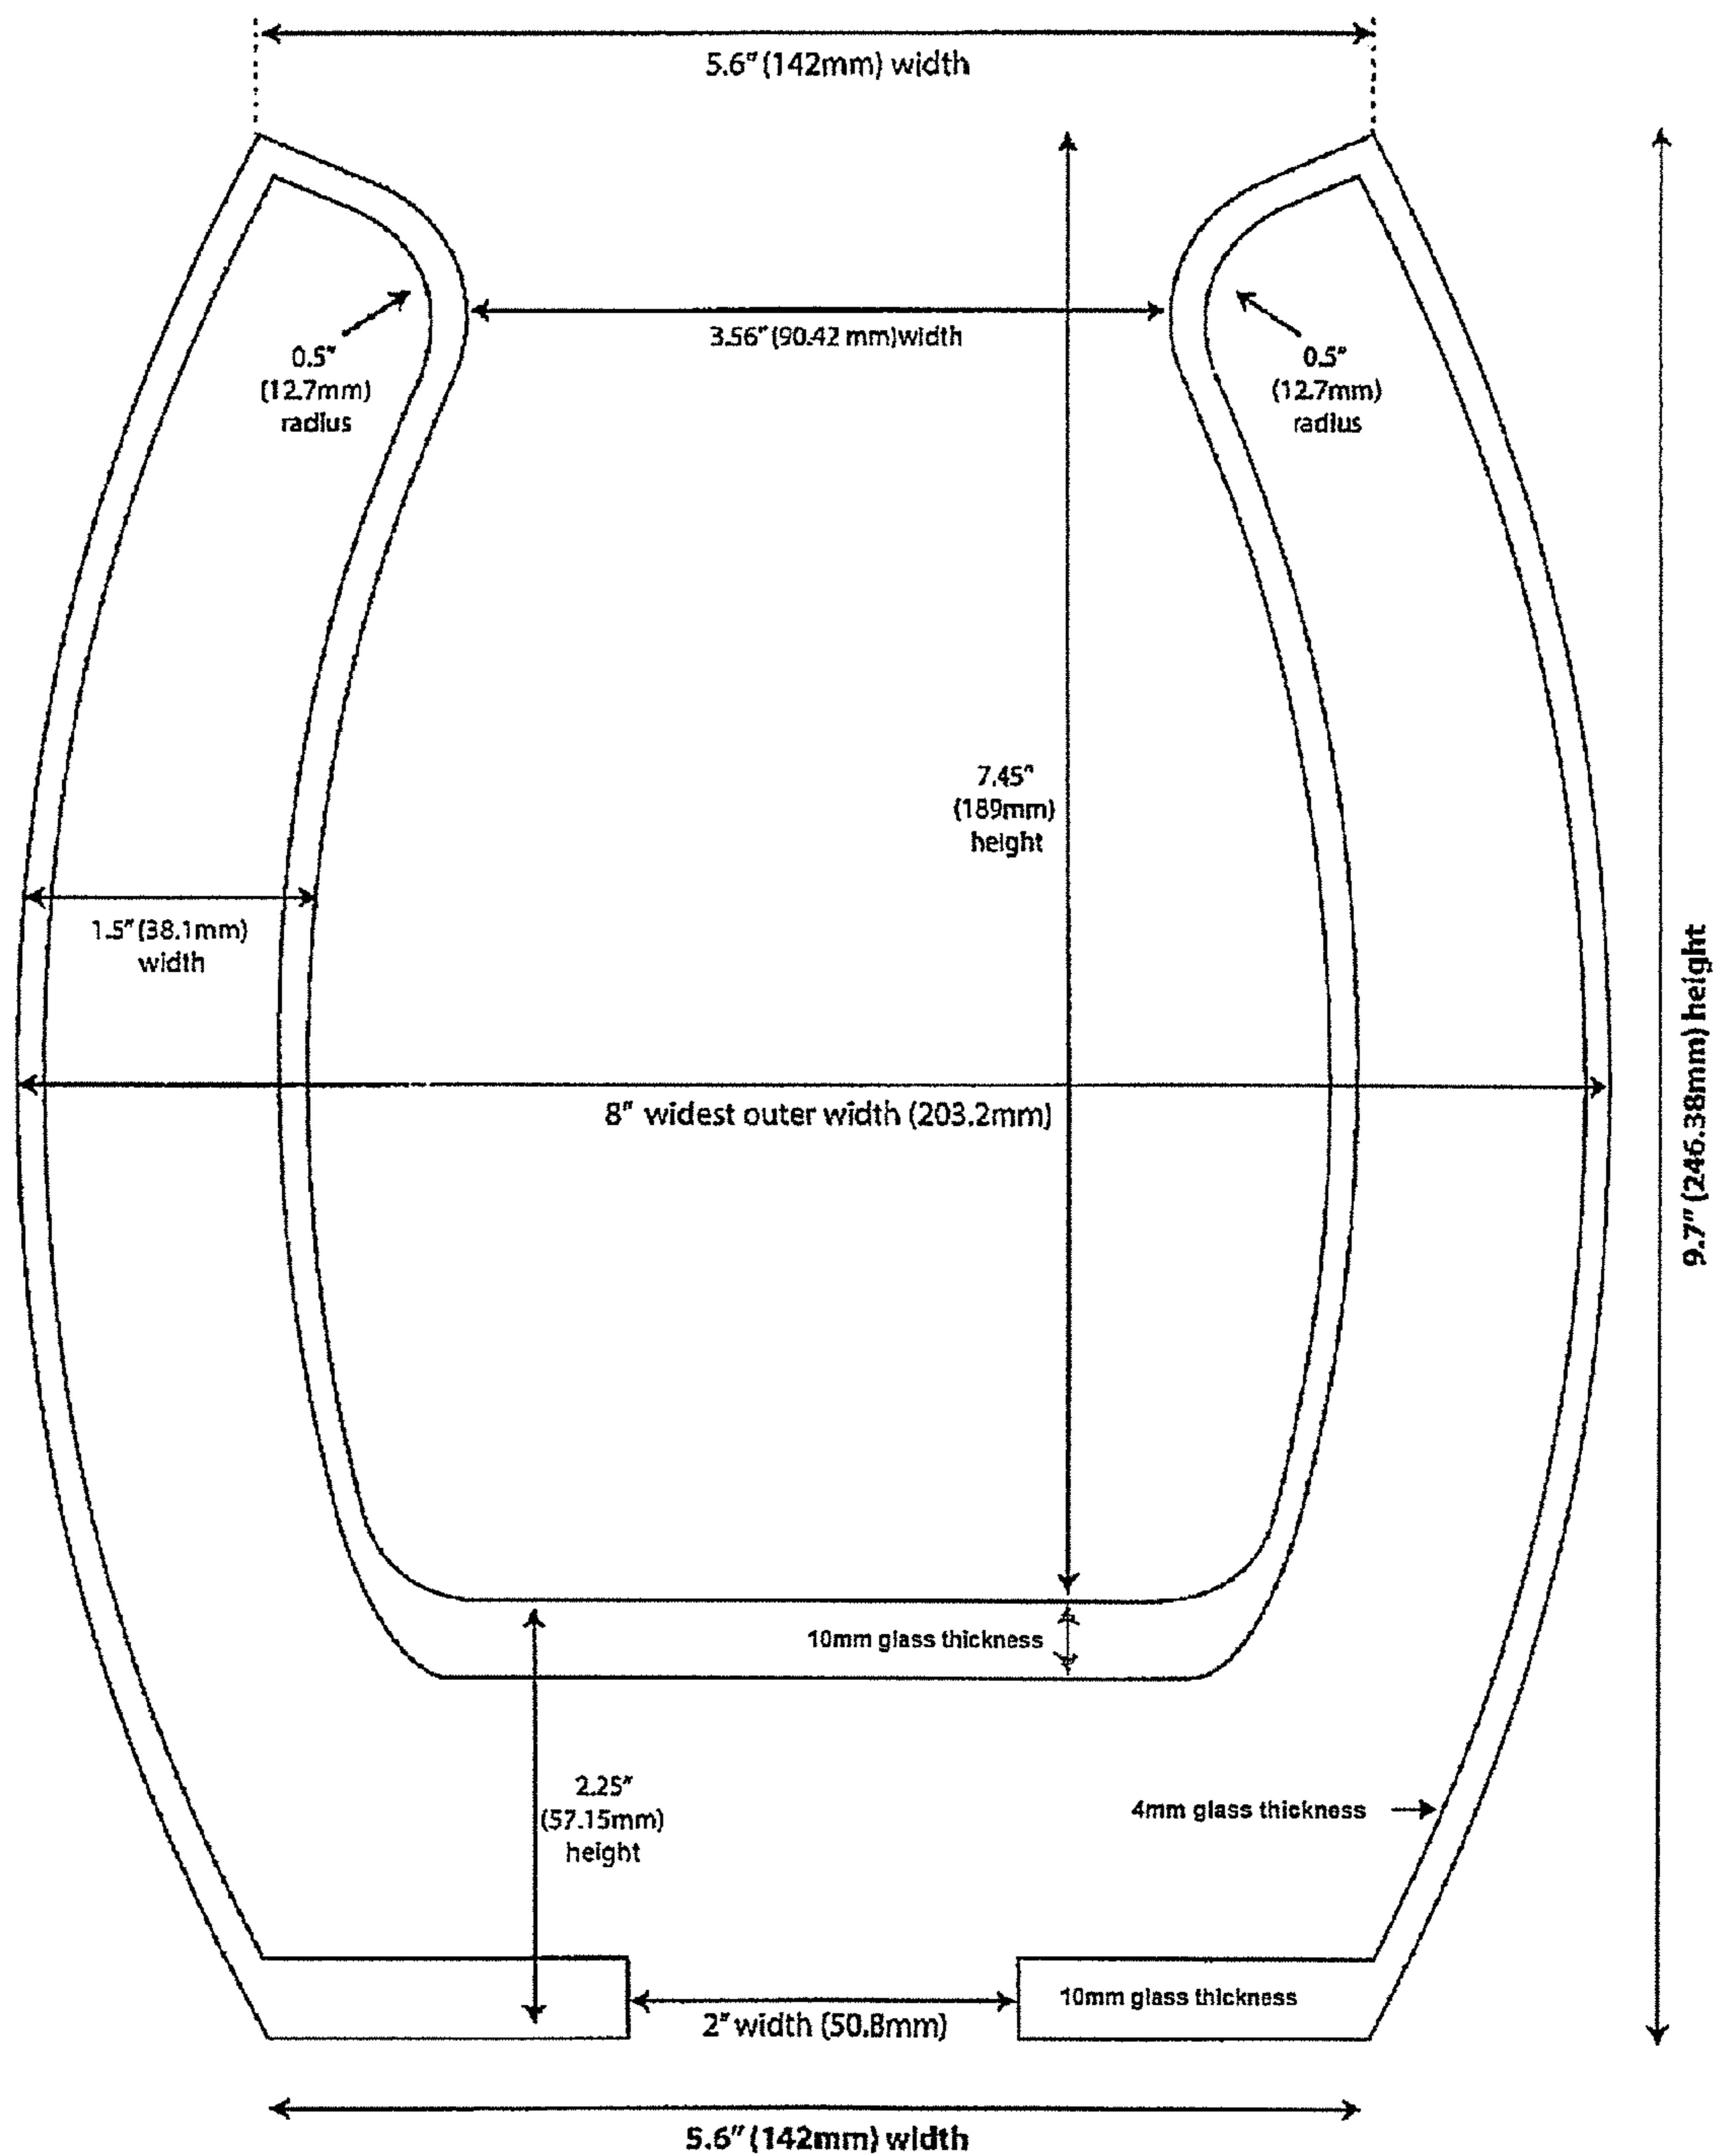 5.6" (142mm) width
3.56" (90.42 mm)width
0.5"
(12.7mm)
radius
0.5"
(12.7mm)
radius
7.45"
(189mm)
height
1.5" (38.1mm)
width
8" widest outer width (203.2mm)
9.7" (246.38mm) height
10mm glass thickness
2.25"
(57.15mm)
height
4mm glass thickness
10mm glass thickness
2" width (50.8mm)
5.6" (142mm) width